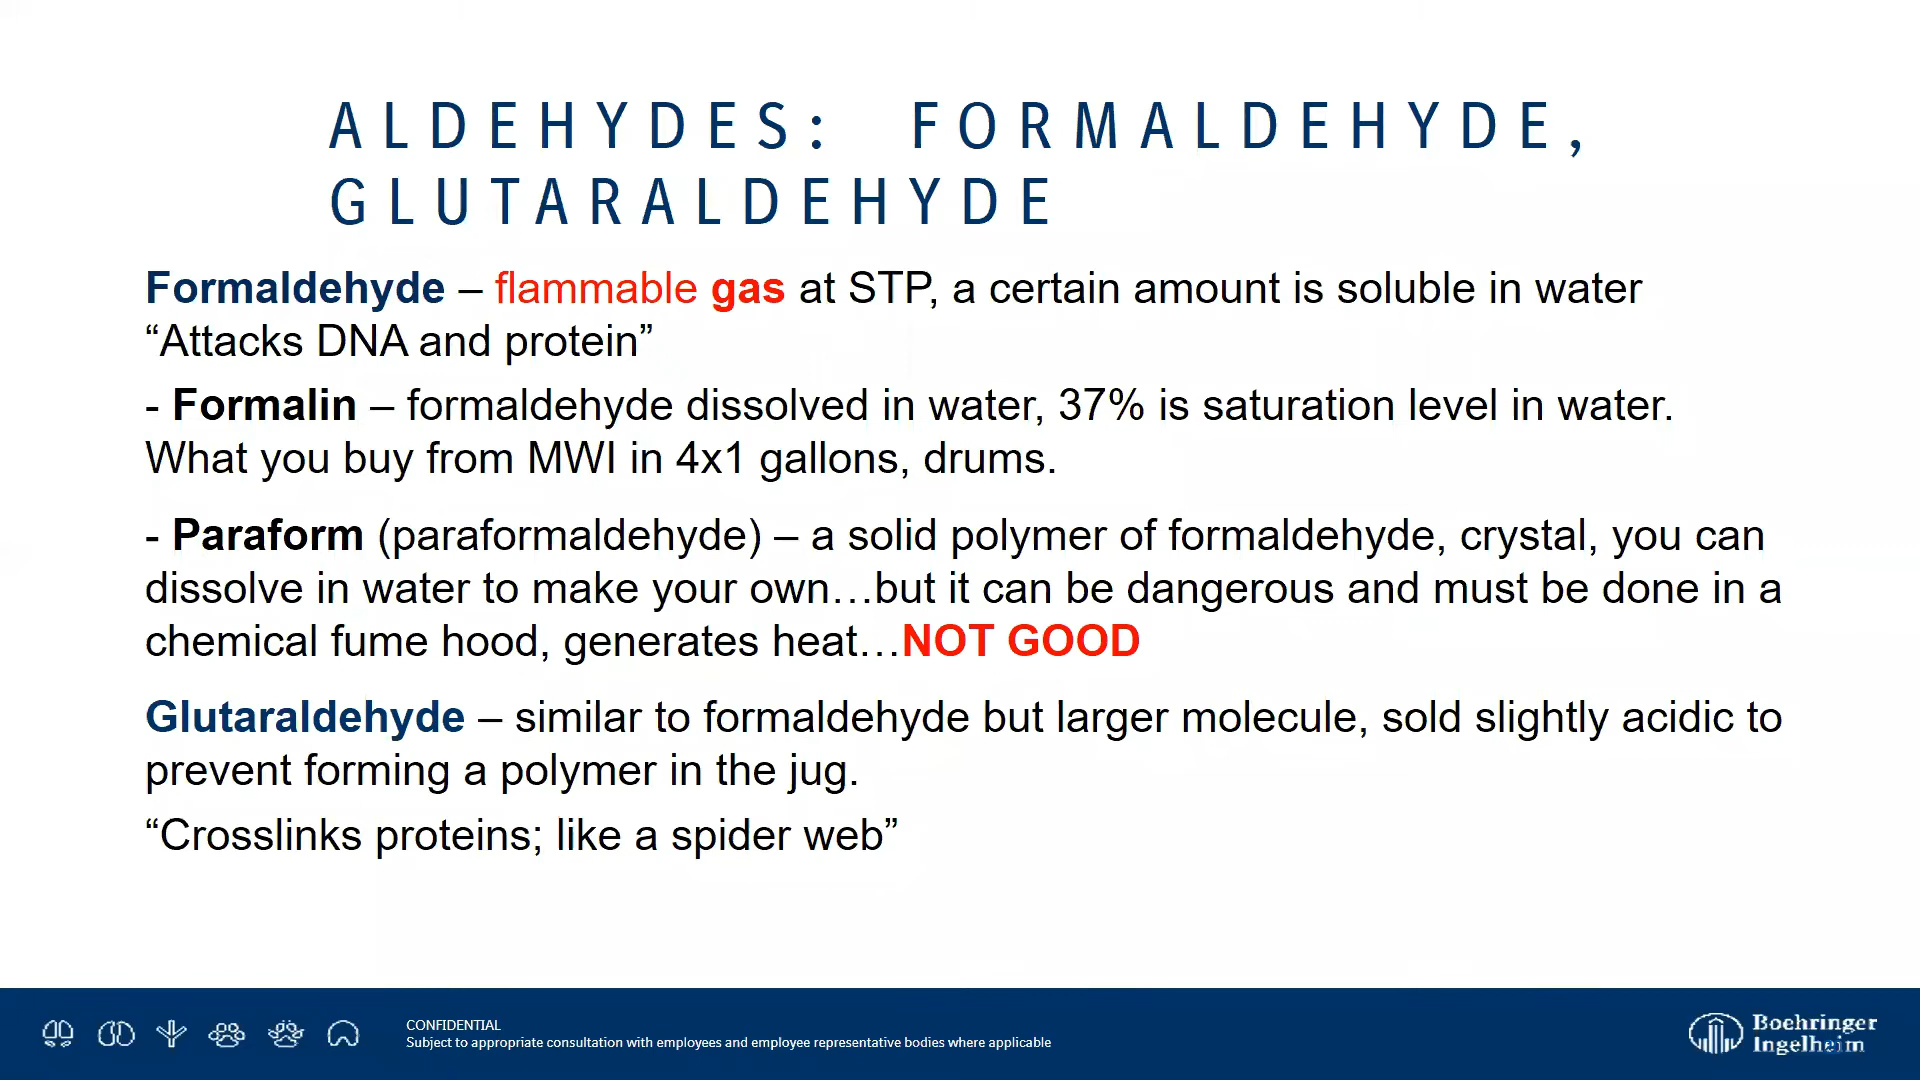 ALDEHYDES: FORMALDEHYDE,
GLUTARALDEHYDE
Formaldehyde – flammable gas at STP, a certain amount is soluble in water
“Attacks DNA and protein”
- Formalin – formaldehyde dissolved in water, 37% is saturation level in water.
What you buy from MWI in 4x1 gallons, drums.
- Paraform (paraformaldehyde) – a solid polymer of formaldehyde, crystal, you can
dissolve in water to make your own…but it can be dangerous and must be done in a
chemical fume hood, generates heat…NOT GOOD
Glutaraldehyde – similar to formaldehyde but larger molecule, sold slightly acidic to
prevent forming a polymer in the jug.
“Crosslinks proteins; like a spider web”
CONFIDENTIAL
Subject to appropriate consultation with employees and employee representative bodies where applicable
Boehringer
Ingelheim